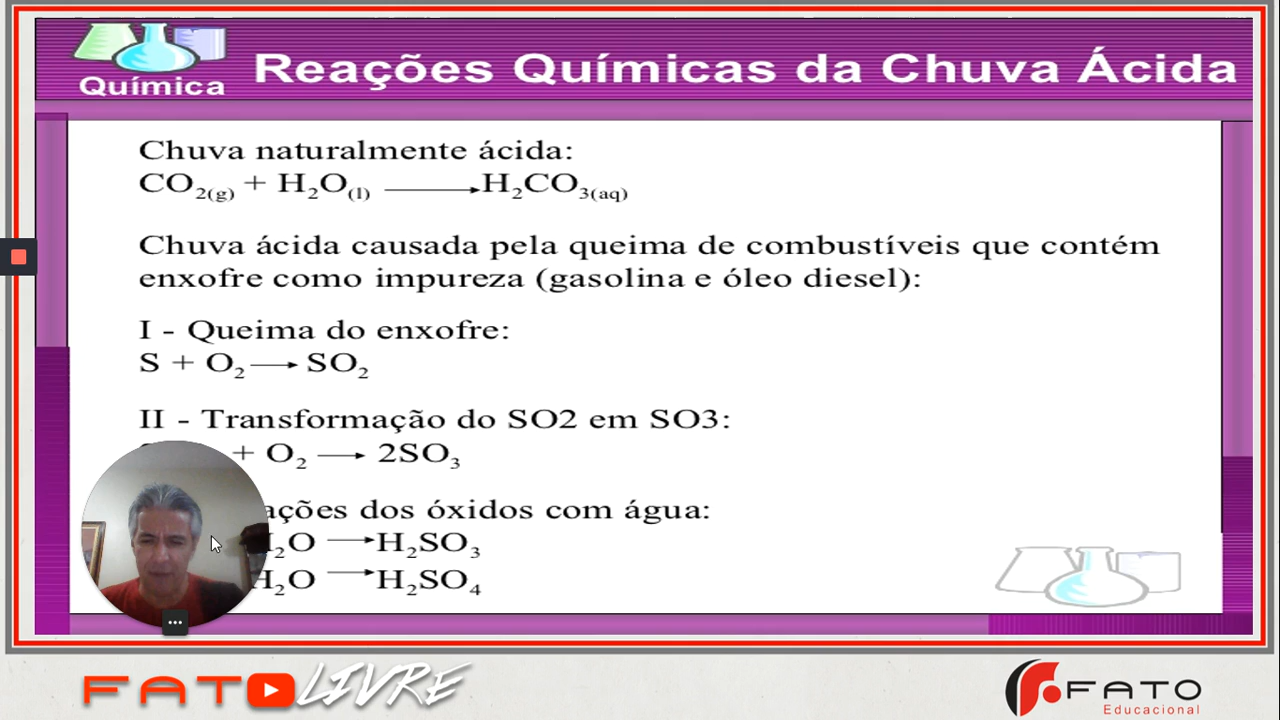 Química
Reações Químicas da Chuva Ácida
Chuva naturalmente ácida:
CO₂(g) + H₂O(l) → H₂CO₃(aq)
Chuva ácida causada pela queima de combustíveis que contém
enxofre como impureza (gasolina e óleo diesel):
I - Queima do enxofre:
S + O₂ → SO₂
II - Transformação do SO2 em SO3:
+ O₂ → 2SO₃
ações dos óxidos com água:
H₂O → H₂SO₃
H₂O → H₂SO₄
FATO LIVRE
FATO
Educacional